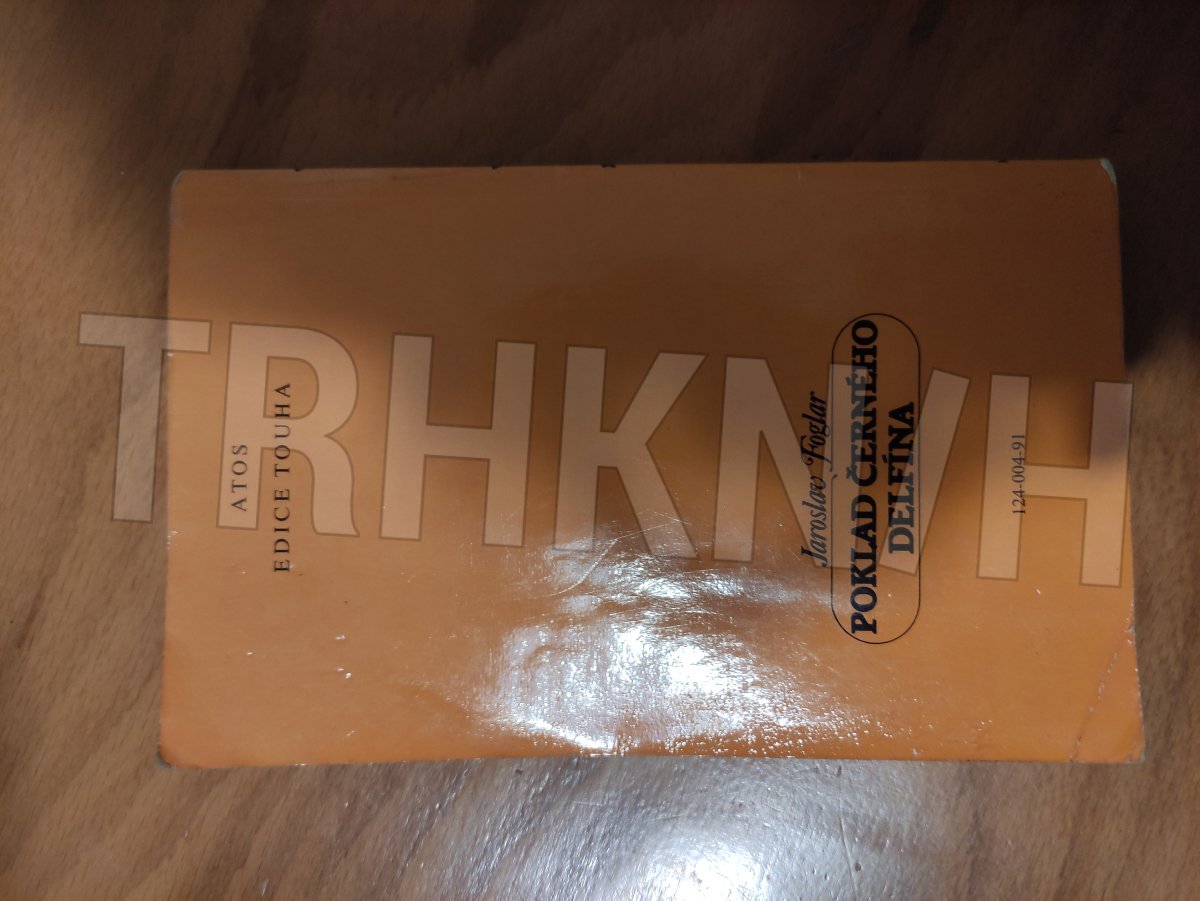 ATOS
EDICE TOUHA
Jaroslav Foglar
POKLAD ČERNÉHO
DELFÍNA
124-004-91
TRHKNIH